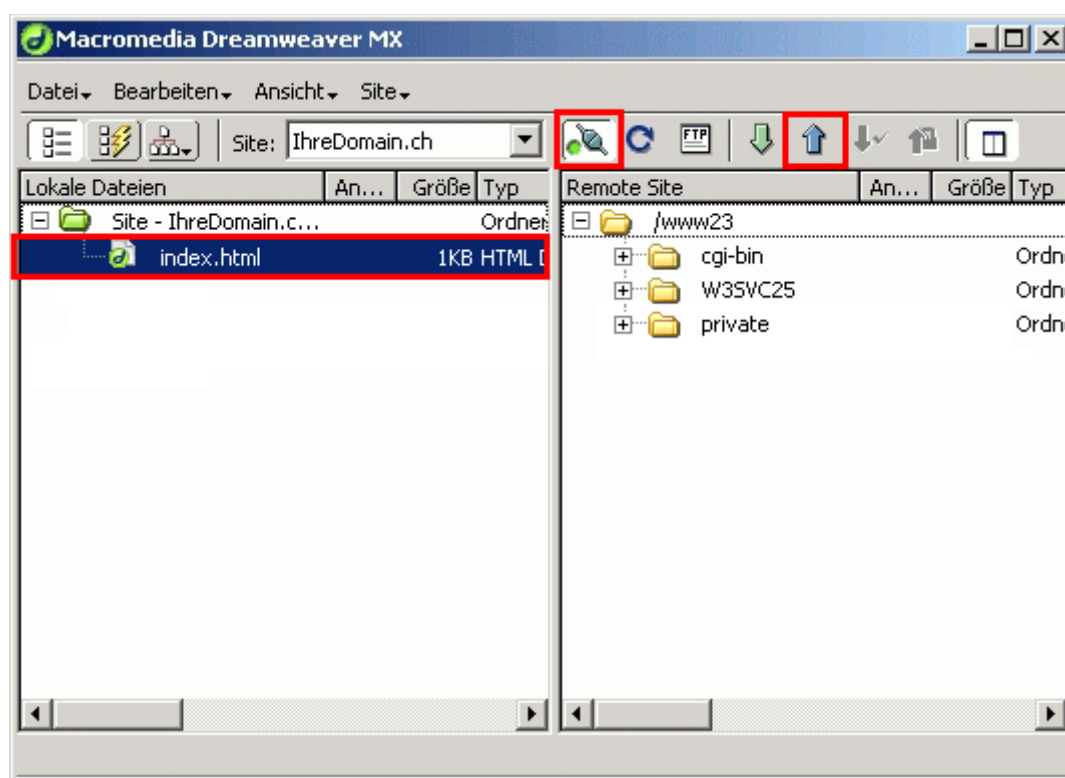 Macromedia Dreamweaver MX
Datei Bearbeiten Ansicht Site
Site: IhreDomain.ch FTP
Lokale Dateien An... Größe Typ Remote Site An... Größe Typ
Site - IhreDomain.c... Ordner /www23
index.html 1KB HTML D cgi-bin Ordn
W3SVC25 Ordn
private Ordn